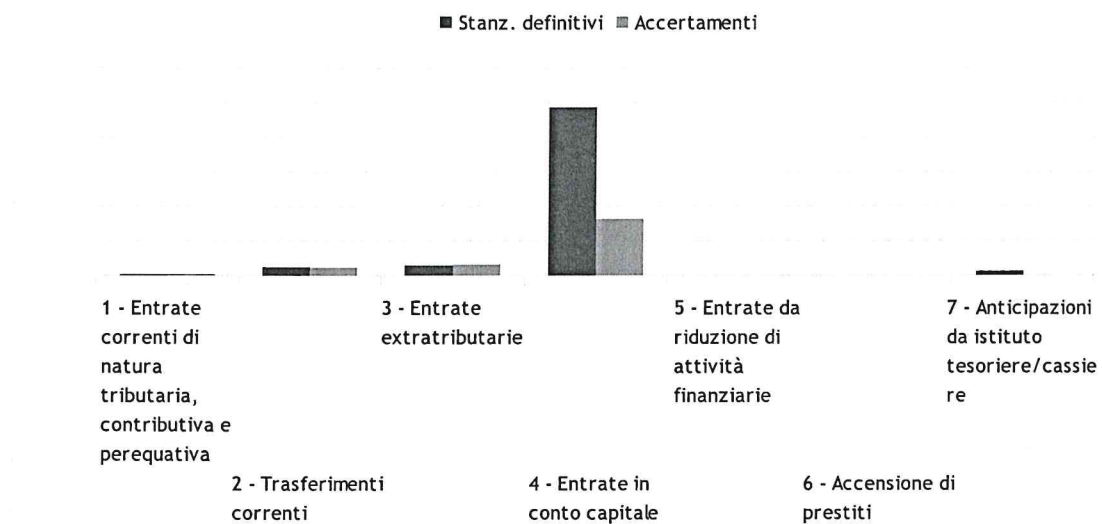 Stanz. definitivi Accertamenti
1 - Entrate
correnti di
natura
tributaria,
contributiva e
perequativa
2 - Trasferimenti
correnti
3 - Entrate
extratributarie
4 - Entrate in
conto capitale
5 - Entrate da
riduzione di
attività
finanziarie
6 - Accensione di
prestiti
7 - Anticipazioni
da istituto
tesoriere/cassie
re